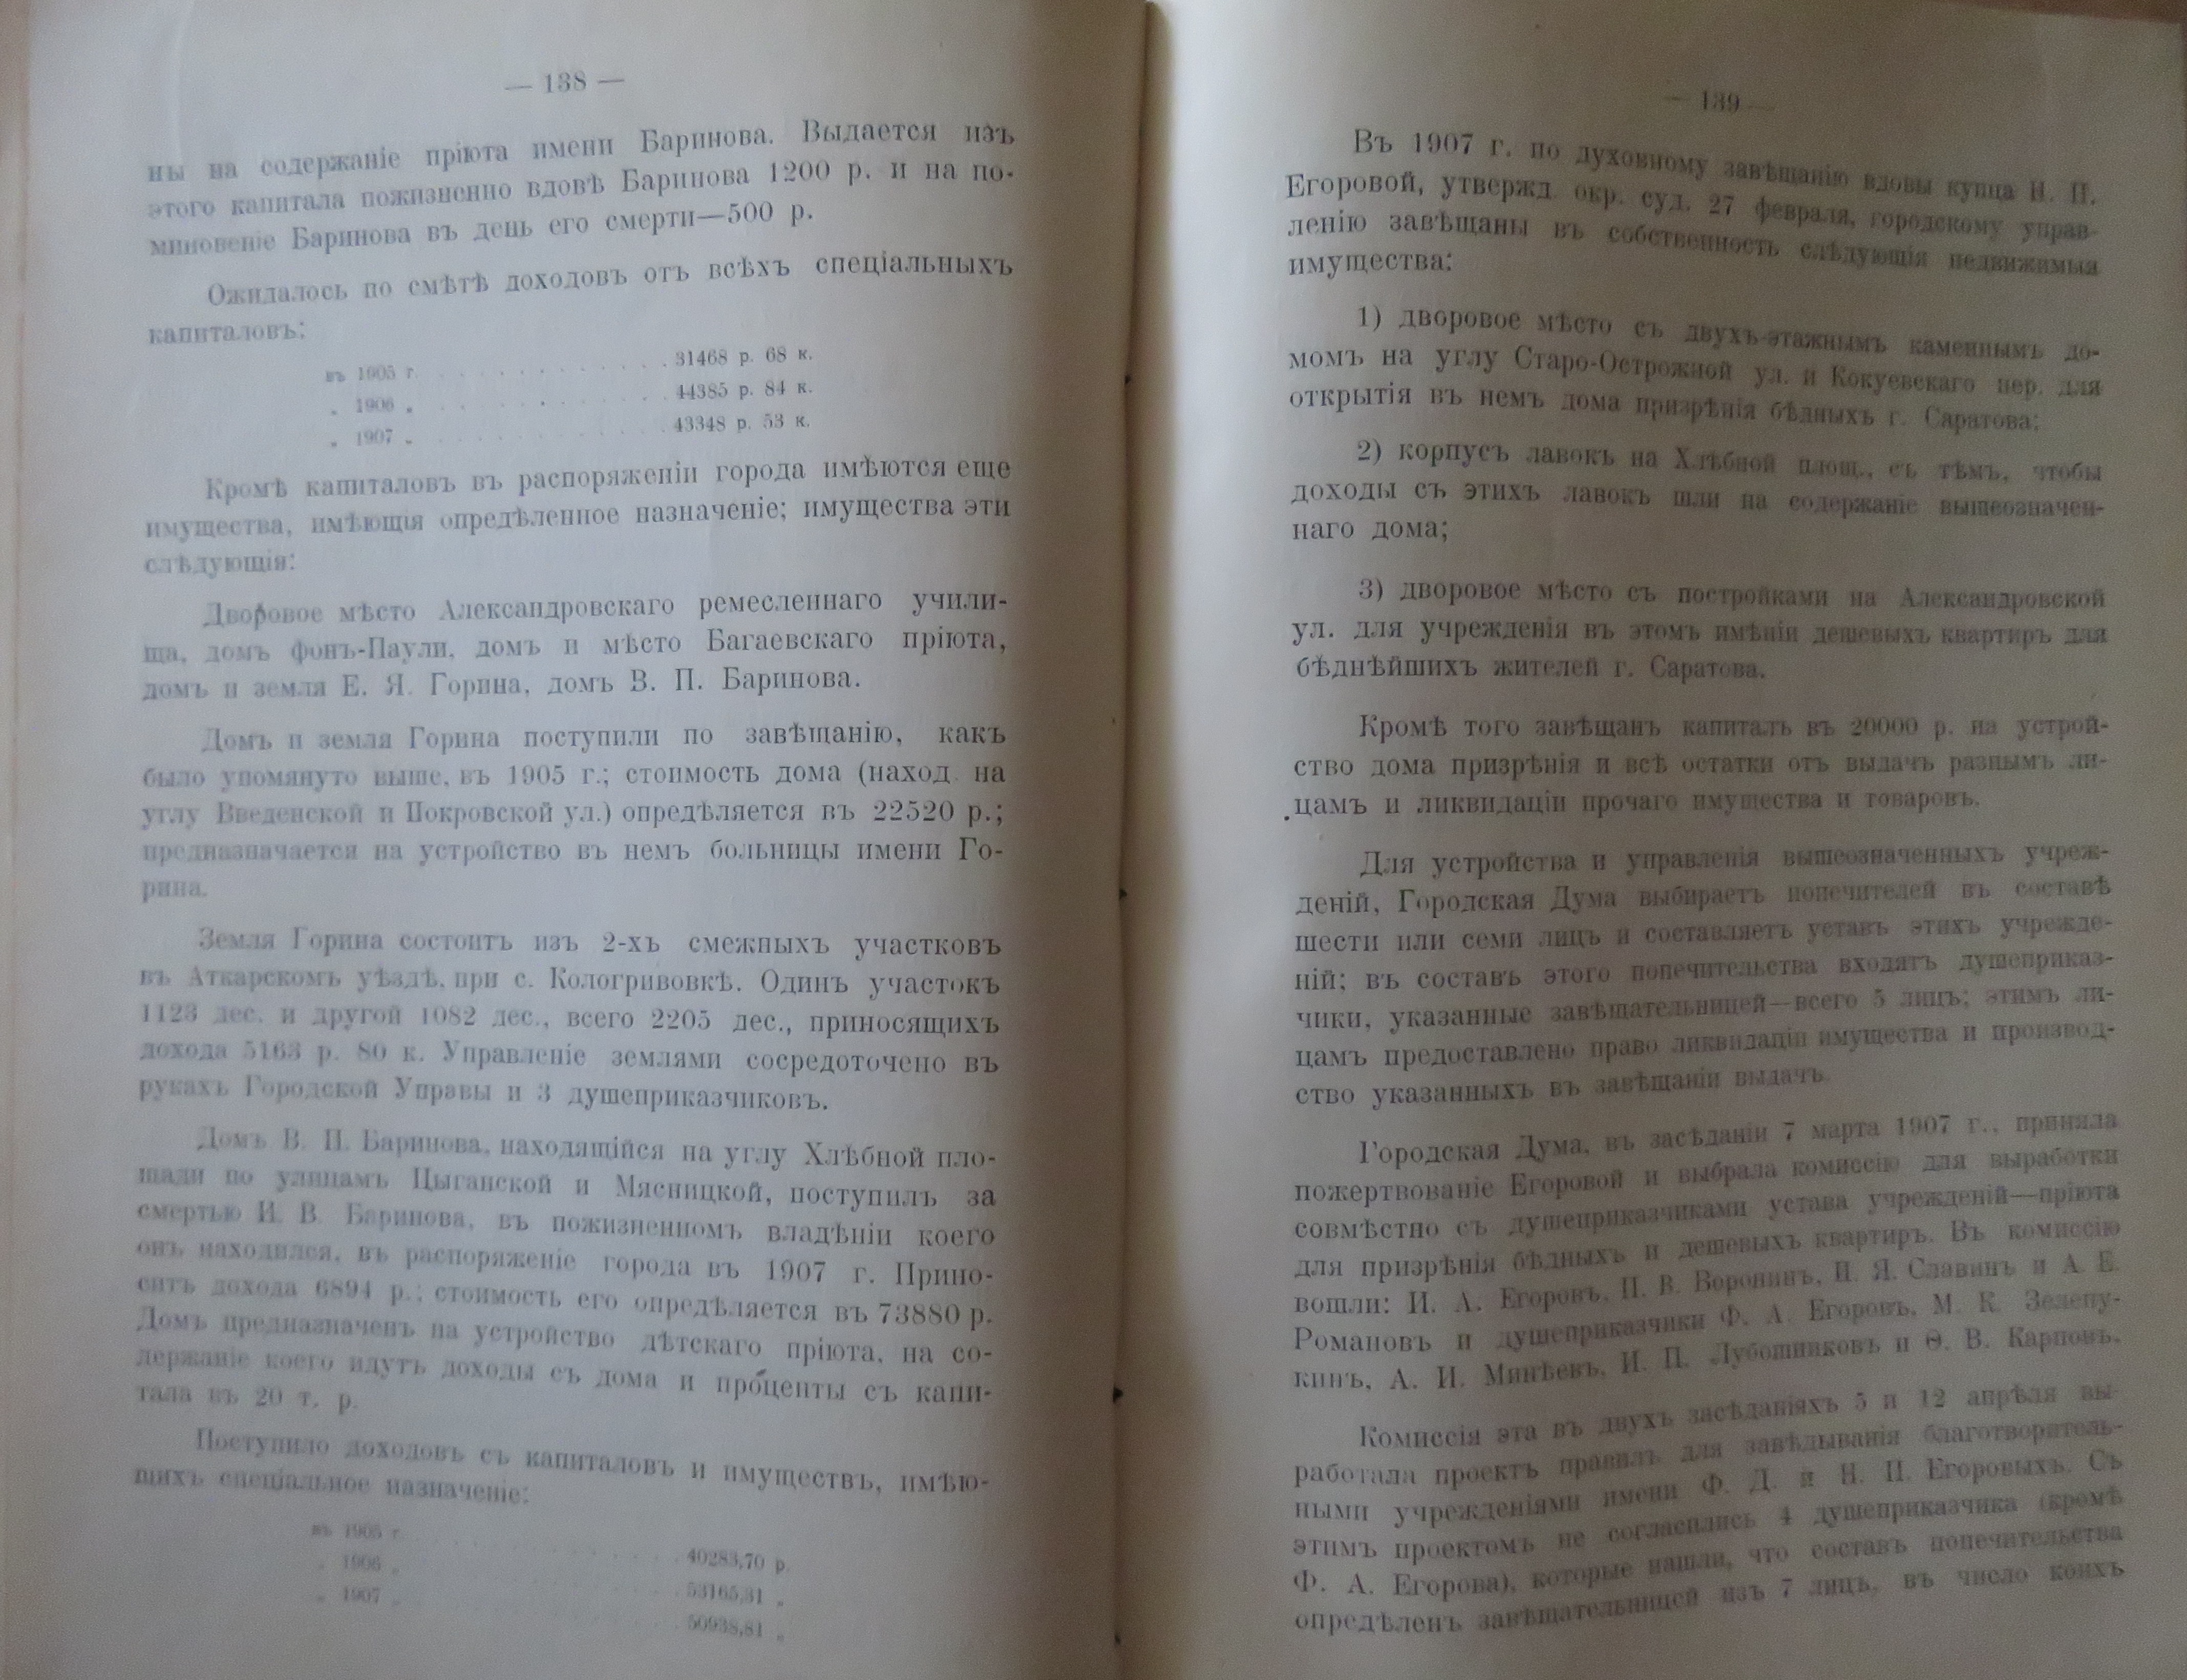 — 138 —
ны на содержаніе пріюта имени Баринова. Выдается изъ
этого капитала пожизненно вдовѣ Баринова 1200 р. и на по-
миновеніе Баринова въ день его смерти—500 р.
Ожидалось по смѣтѣ доходовъ отъ всѣхъ спеціальныхъ
капиталовъ:
въ 1905 г. . . . . . . . . . . . 31468 р. 68 к.
„ 1906 „ . . . . . . . . . . . 44385 р. 84 к.
„ 1907 „ . . . . . . . . . . . 43348 р. 53 к.
Кромѣ капиталовъ въ распоряженіи города имѣются еще
имущества, имѣющія опредѣленное назначеніе; имущества эти
слѣдующія:
Дворовое мѣсто Александровскаго ремесленнаго учили-
ща, домъ фонъ-Паули, домъ и мѣсто Багаевскаго пріюта,
домъ и земля Е. Я. Горина, домъ В. П. Баринова.
Домъ и земля Горина поступили по завѣщанію, какъ
было упомянуто выше, въ 1905 г.; стоимость дома (наход. на
углу Введенской и Покровской ул.) опредѣляется въ 22520 р.;
предназначается на устройство въ немъ больницы имени Го-
рина.
Земля Горина состоитъ изъ 2-хъ смежныхъ участковъ
въ Аткарскомъ уѣздѣ, при с. Кологривовкѣ. Одинъ участокъ
1123 дес. и другой 1082 дес., всего 2205 дес., приносящихъ
дохода 5163 р. 80 к. Управленіе землями сосредоточено въ
рукахъ Городской Управы и 3 душеприказчиковъ.
Домъ В. П. Баринова, находящійся на углу Хлѣбной пло-
щади по улицамъ Цыганской и Мясницкой, поступилъ за
смертью И. В. Баринова, въ пожизненномъ владѣніи коего
онъ находился, въ распоряженіе города въ 1907 г. Прино-
ситъ дохода 6894 р.; стоимость его опредѣляется въ 73880 р.
Домъ предназначенъ на устройство дѣтскаго пріюта, на со-
держаніе коего идутъ доходы съ дома и проценты съ капи-
тала въ 20 т. р.
Поступило доходовъ съ капиталовъ и имуществъ, имѣю-
щихъ спеціальное назначеніе:
въ 1905 г. . . . . . . . . . . . 40283,70 р.
„ 1906 „ . . . . . . . . . . . 53165,31 „
„ 1907 „ . . . . . . . . . . . 50938,81 „
— 139 —
Въ 1907 г. по духовному завѣщанію вдовы купца Н. П.
Егоровой, утвержд. окр. суд. 27 февраля, городскому управ-
ленію завѣщаны въ собственность слѣдующія недвижимыя
имущества:
1) дворовое мѣсто съ двухъ-этажнымъ каменнымъ до-
момъ на углу Старо-Острожной ул. и Кокуевскаго пер. для
открытія въ немъ дома призрѣнія бѣдныхъ г. Саратова;
2) корпусъ лавокъ на Хлѣбной площ., съ тѣмъ, чтобы
доходы съ этихъ лавокъ шли на содержаніе вышеозначен-
наго дома;
3) дворовое мѣсто съ постройками на Александровской
ул. для учрежденія въ этомъ имѣніи дешевыхъ квартиръ для
бѣднѣйшихъ жителей г. Саратова.
Кромѣ того завѣщанъ капиталъ въ 20000 р. на устрой-
ство дома призрѣнія и всѣ остатки отъ выдачъ разнымъ ли-
цамъ и ликвидаціи прочаго имущества и товаровъ.
Для устройства и управленія вышеозначенныхъ учреж-
деній, Городская Дума выбираетъ попечителей въ составѣ
шести или семи лицъ и составляетъ уставъ этихъ учрежде-
ній; въ составъ этого попечительства входятъ душеприказ-
чики, указанные завѣщательницей—всего 5 лицъ; этимъ ли-
цамъ предоставлено право ликвидаціи имущества и производ-
ство указанныхъ въ завѣщаніи выдачъ.
Городская Дума, въ засѣданіи 7 марта 1907 г., приняла
пожертвованіе Егоровой и выбрала комиссію для выработки
совмѣстно съ душеприказчиками устава учрежденій—пріюта
для призрѣнія бѣдныхъ и дешевыхъ квартиръ. Въ комиссію
вошли: И. А. Егоровъ, П. В. Воронинъ, И. Я. Славинъ и А. Е.
Романовъ и душеприказчики Ф. А. Егоровъ, М. К. Зелепу-
кинъ, А. И. Минѣевъ, И. П. Лубошниковъ и Ѳ. В. Карповъ.
Комиссія эта въ двухъ засѣданіяхъ 5 и 12 апрѣля вы-
работала проектъ правилъ для завѣдыванія благотворитель-
ными учрежденіями имени Ф. Д. и Н. П. Егоровыхъ. Съ
этимъ проектомъ не согласились 4 душеприказчика (кромѣ
Ф. А. Егорова), которые нашли, что составъ попечительства
опредѣленъ завѣщательницей изъ 7 лицъ, въ число коихъ